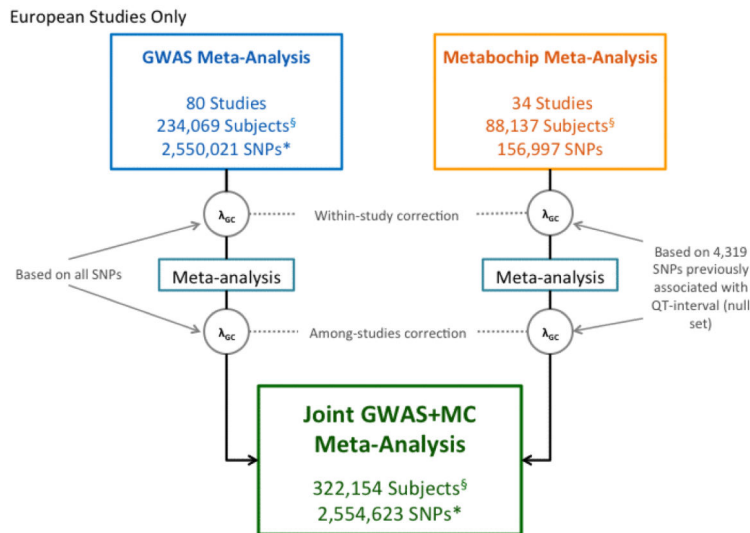 European Studies Only
GWAS Meta-Analysis
80 Studies
234,069 Subjects§
2,550,021 SNPs*
Metabochip Meta-Analysis
34 Studies
88,137 Subjects§
156,997 SNPs
λGC
Within-study correction
λGC
Based on all SNPs
Meta-analysis
Meta-analysis
Based on 4,319
SNPs previously
associated with
QT-interval (null
set)
λGC
Among-studies correction
λGC
Joint GWAS+MC
Meta-Analysis
322,154 Subjects§
2,554,623 SNPs*